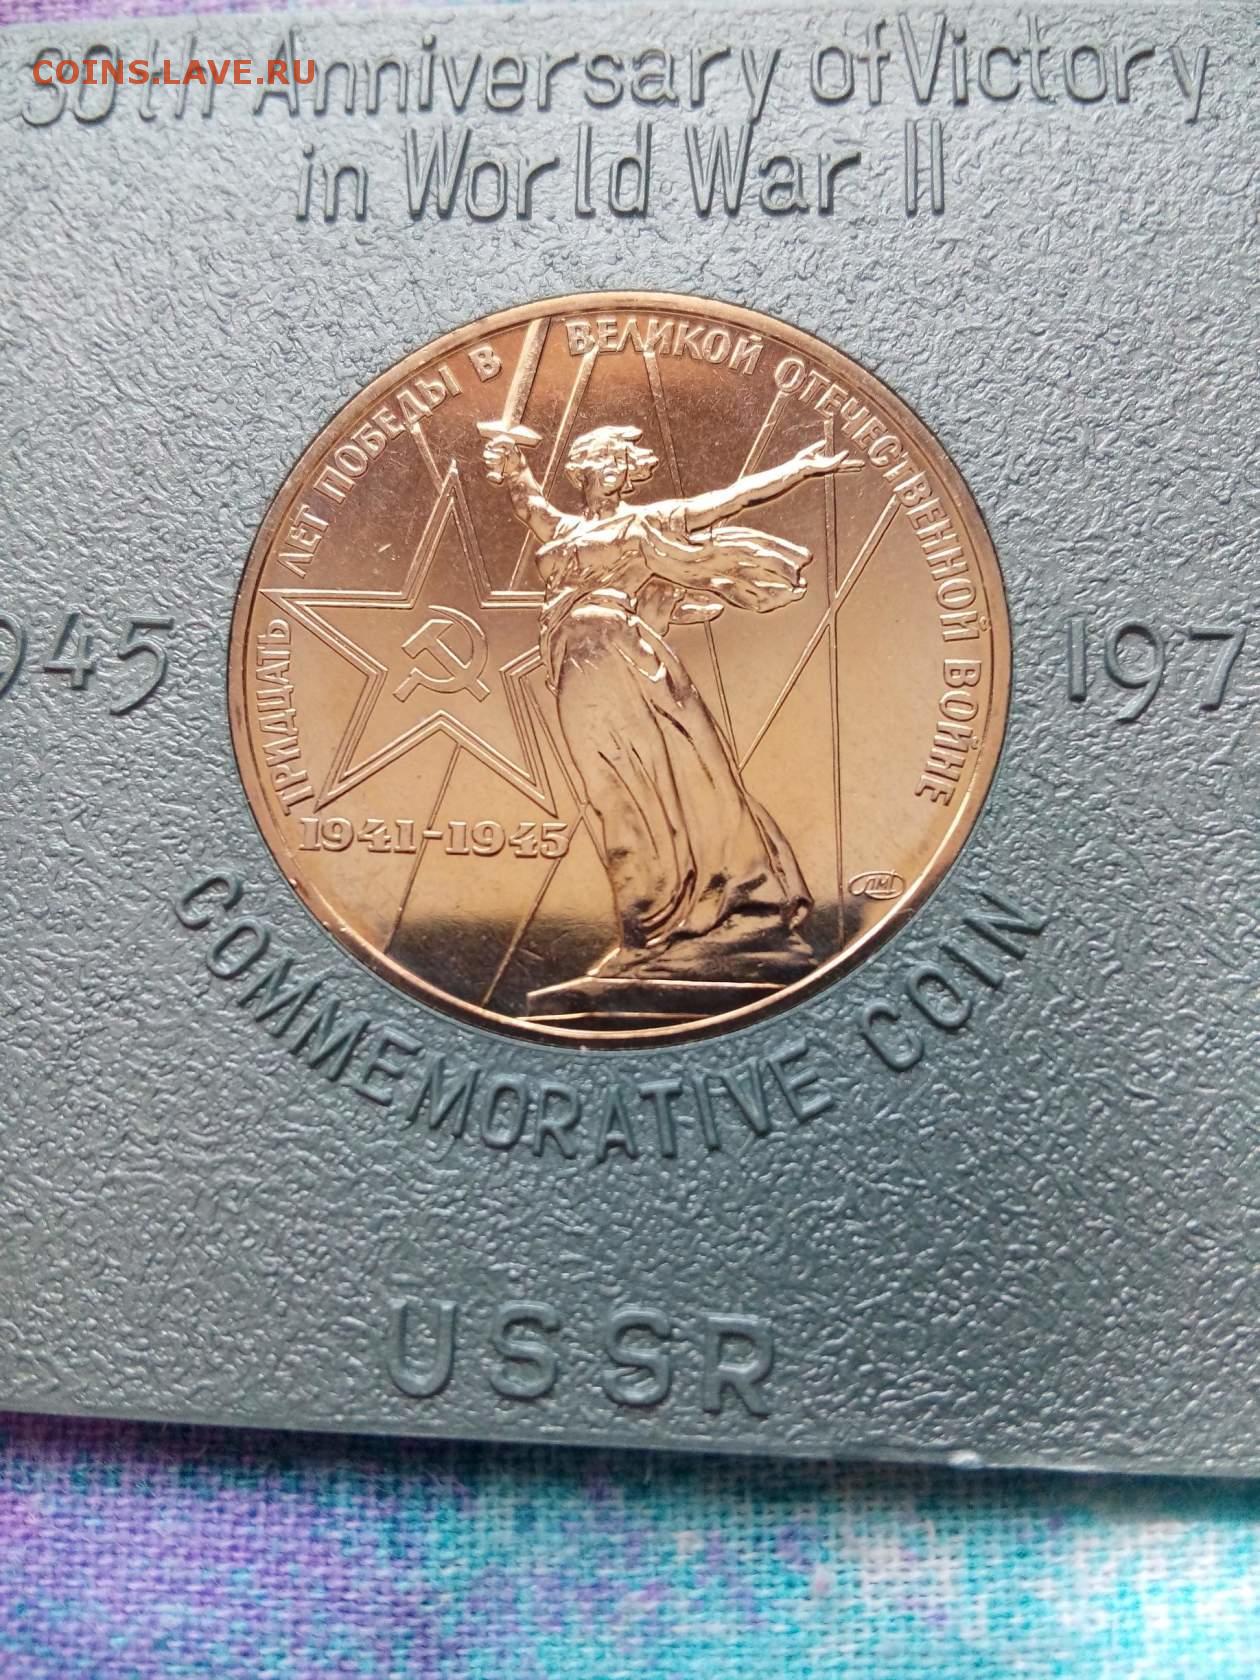 COINS.LAVE.RU
30th Anniversary of Victory
in World War II
ТРИДЦАТЬ ЛЕТ ПОБЕДЫ В ВЕЛИКОЙ ОТЕЧЕСТВЕННОЙ ВОЙНЕ
945
197
1941-1945
ЛМД
COMMEMORATIVE COIN
USSR